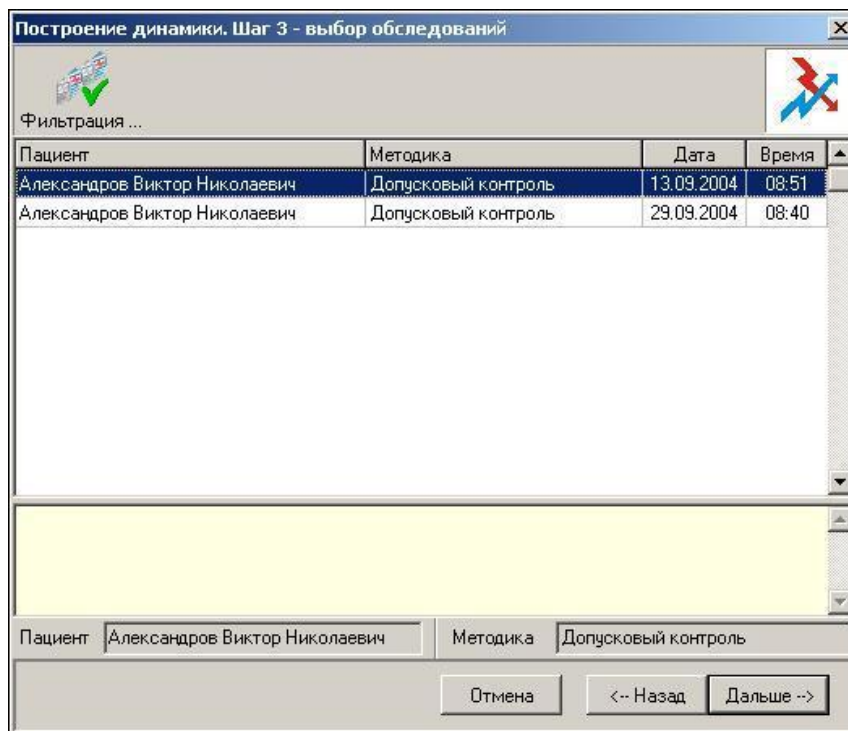 Построение динамики. Шаг 3 - выбор обследований
Фильтрация ...
Пациент Методика Дата Время
Александров Виктор Николаевич Допусковый контроль 13.09.2004 08:51
Александров Виктор Николаевич Допусковый контроль 29.09.2004 08:40
Пациент Александров Виктор Николаевич Методика Допусковый контроль
Отмена <-- Назад Дальше -->